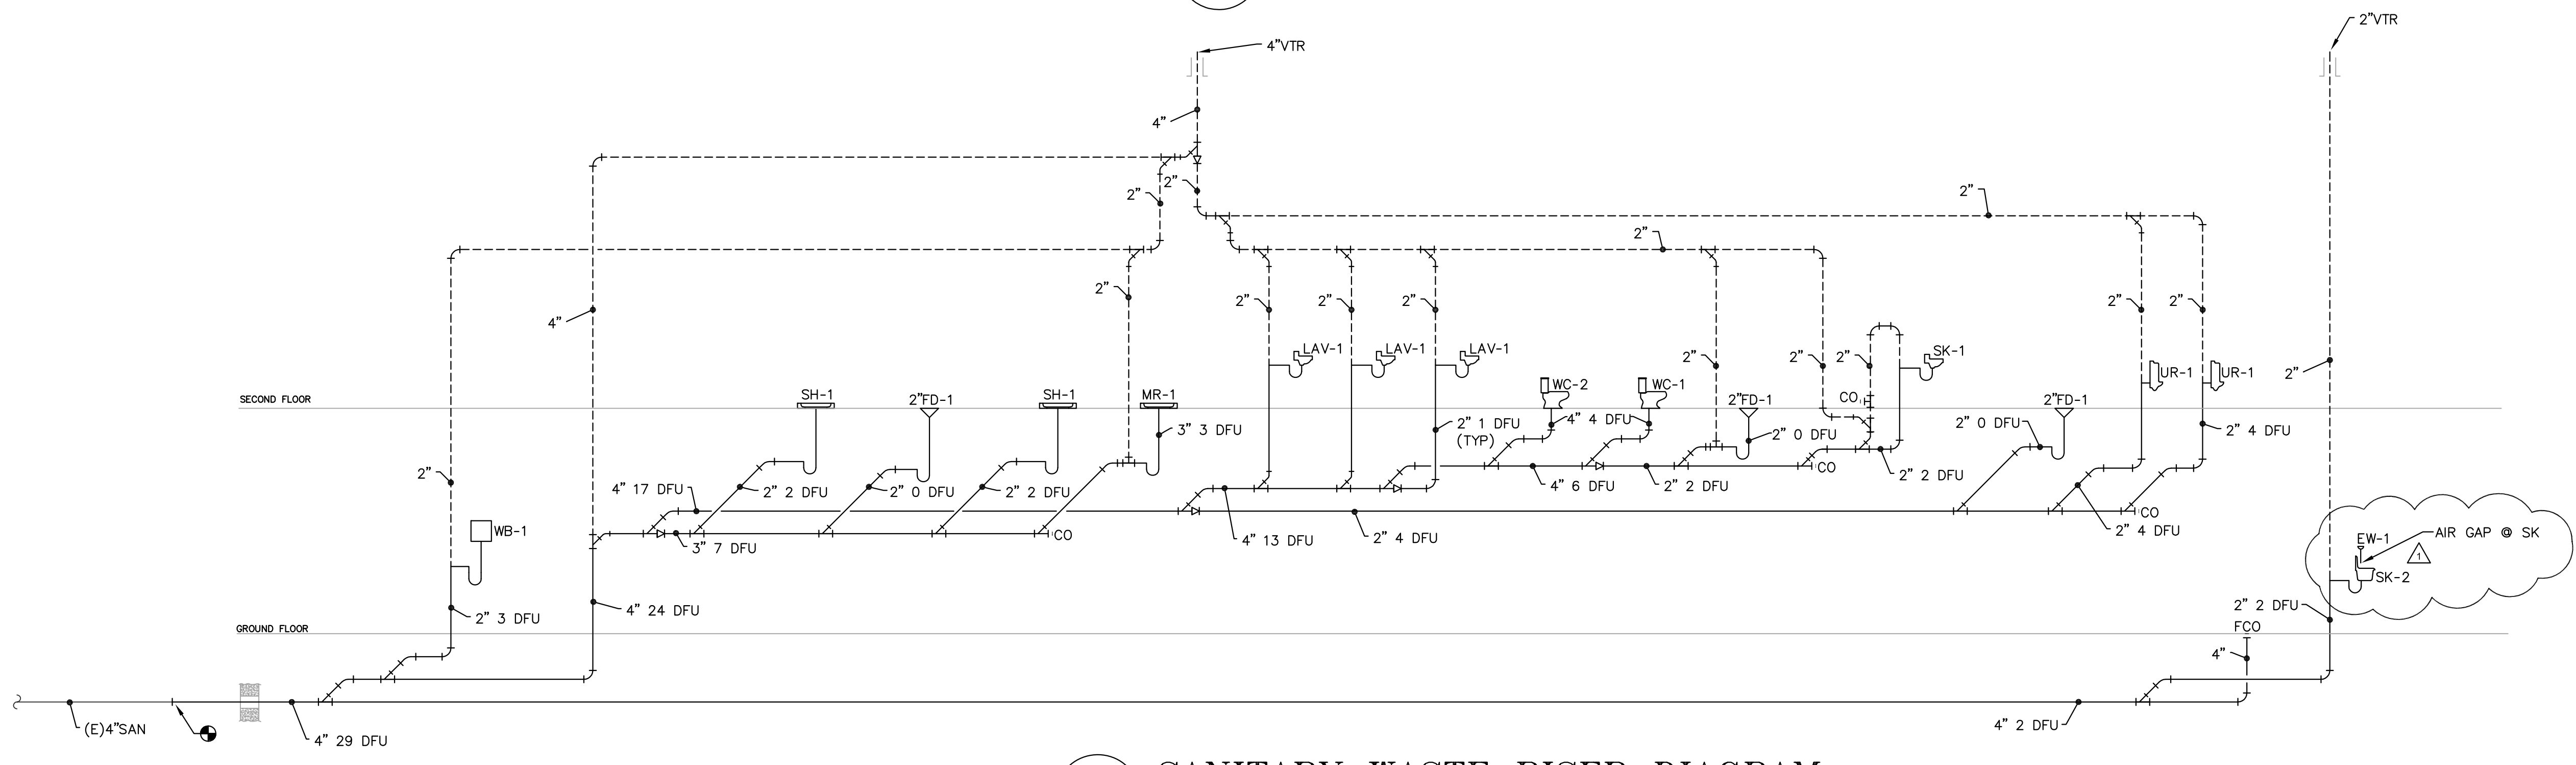 2"VTR
4"VTR
4"
2"
2"
2"
2"
2"
4"
2"
2"
2"
2"
2"
2"
LAV-1
LAV-1
LAV-1
2"
2"
2"
SK-1
UR-1
UR-1
2"
SECOND FLOOR
SH-1
2"FD-1
SH-1
MR-1
WC-2
WC-1
2"FD-1
CO
2"FD-1
3" 3 DFU
2" 1 DFU
(TYP)
4" 4 DFU
2" 0 DFU
2" 0 DFU
2" 4 DFU
2"
4" 17 DFU
2" 2 DFU
2" 0 DFU
2" 2 DFU
4" 6 DFU
2" 2 DFU
CO
2" 2 DFU
WB-1
3" 7 DFU
CO
4" 13 DFU
2" 4 DFU
CO
2" 4 DFU
EW-1
AIR GAP @ SK
1
SK-2
2" 3 DFU
4" 24 DFU
2" 2 DFU
GROUND FLOOR
FCO
4"
(E)4"SAN
4" 29 DFU
4" 2 DFU
SANITARY WASTE RISER DIAGRAM